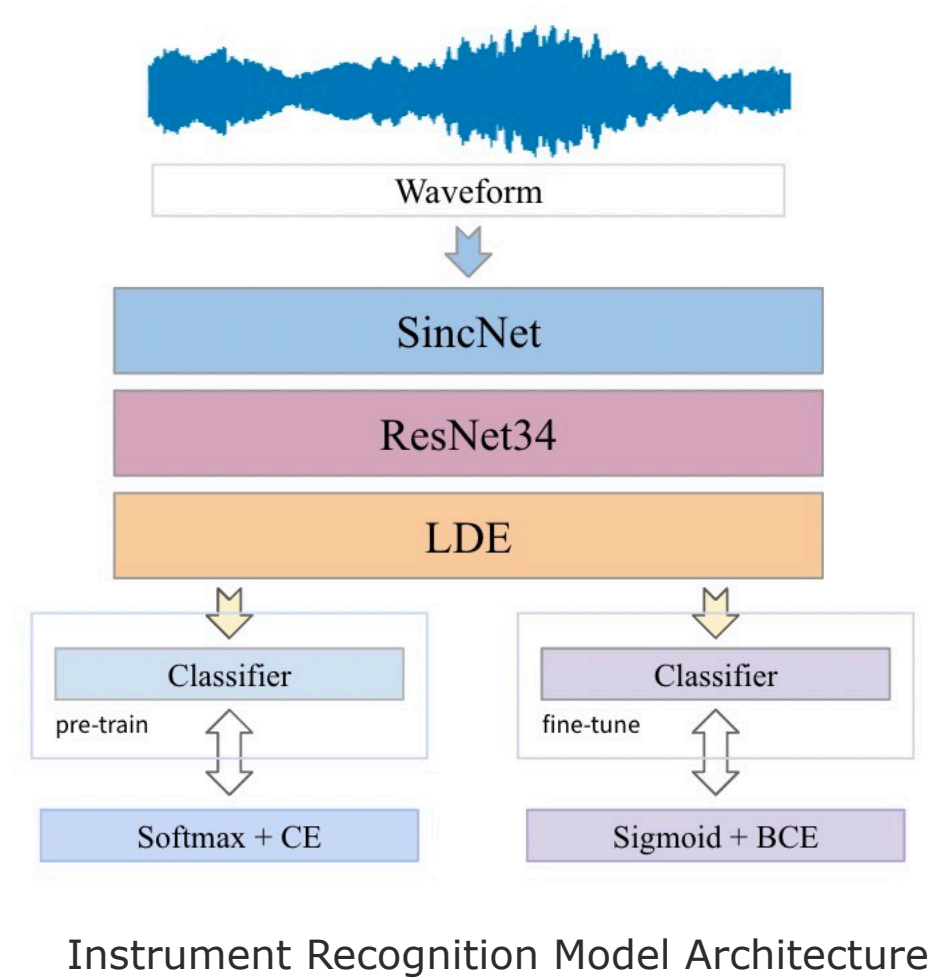 Waveform
SincNet
ResNet34
LDE
Classifier
pre-train
Softmax + CE
Classifier
fine-tune
Sigmoid + BCE
Instrument Recognition Model Architecture